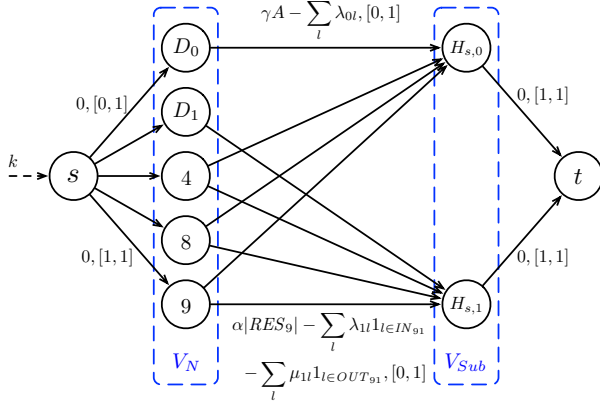 γA − ∑_l λ_{0l}, [0, 1]
D_0
H_{s,0}
0, [0, 1]
0, [1, 1]
D_1
k
s
4
t
8
0, [1, 1]
0, [1, 1]
9
H_{s,1}
α|RES_9| − ∑_l λ_{1l}1_{l∈IN_{91}}
V_N
V_{Sub}
− ∑_l μ_{1l}1_{l∈OUT_{91}}, [0, 1]